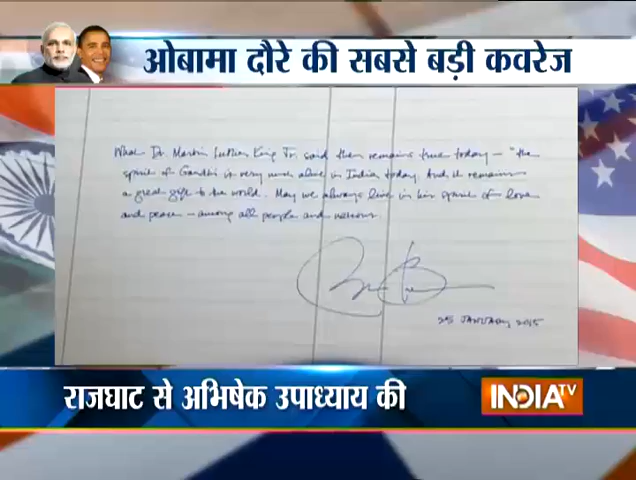 ओबामा दौरे की सबसे बड़ी कवरेज
What Dr. Martin Luther King Jr. said then remains true today — "the
spirit of Gandhi is very much alive in India today. And it remains
a great gift to the world. May we always live in his spirit of love
and peace — among all people and nations.
25 JANUARY 2015
राजघाट से अभिषेक उपाध्याय की
INDIA TV